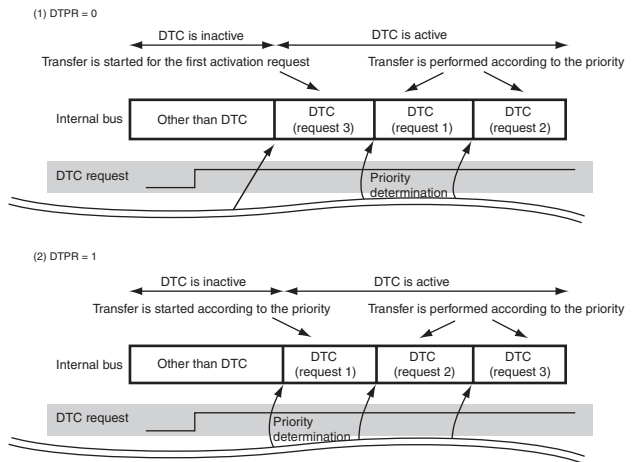 (1) DTPR = 0
DTC is inactive
DTC is active
Transfer is started for the first activation request
Transfer is performed according to the priority
Internal bus
Other than DTC
DTC
(request 3)
DTC
(request 1)
DTC
(request 2)
DTC request
Priority
determination
(2) DTPR = 1
DTC is inactive
DTC is active
Transfer is started according to the priority
Transfer is performed according to the priority
Internal bus
Other than DTC
DTC
(request 1)
DTC
(request 2)
DTC
(request 3)
DTC request
Priority
determination